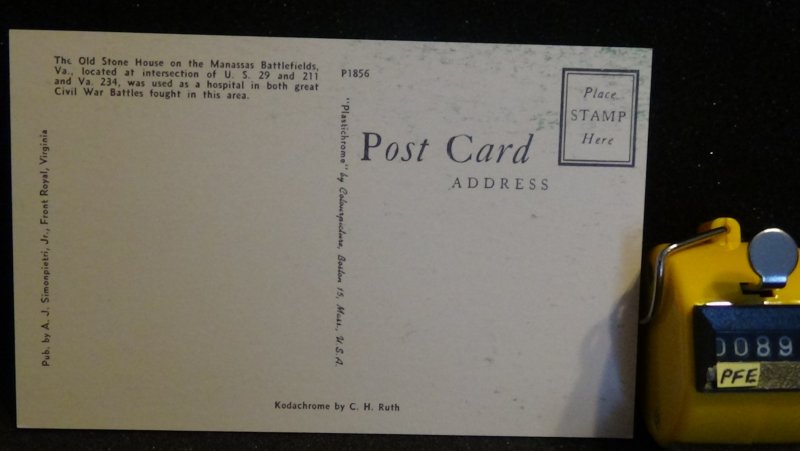 The Old Stone House on the Manassas Battlefields,
Va., located at intersection of U. S. 29 and 211
and Va. 234, was used as a hospital in both great
Civil War Battles fought in this area.
P1856
Place
STAMP
Here
Post Card
ADDRESS
"Plastichrome" by Colourpicture, Boston 15, Mass., U.S.A.
Pub. by A. J. Simonpietri, Jr., Front Royal, Virginia
Kodachrome by C. H. Ruth
0089
PFE